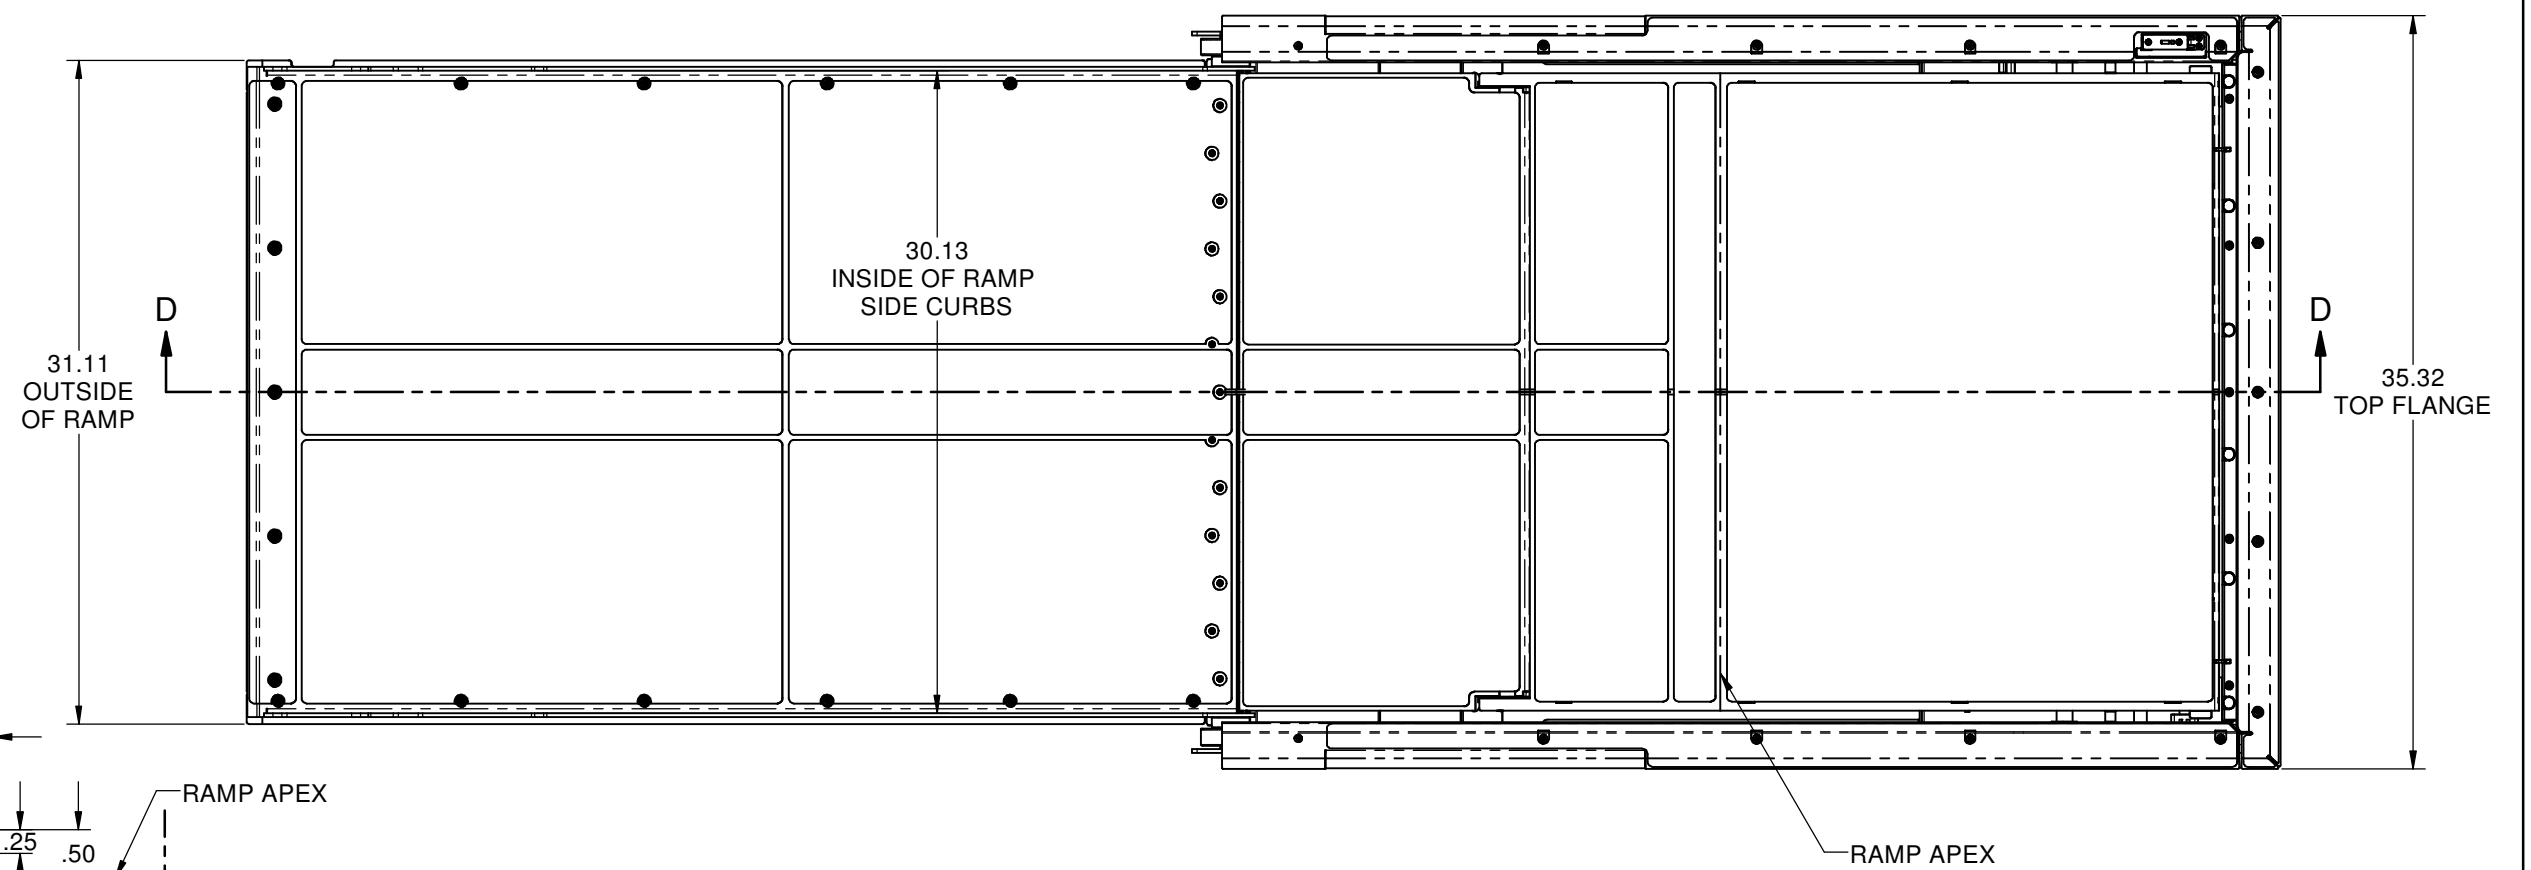 30.13
INSIDE OF RAMP
SIDE CURBS
D
D
31.11
OUTSIDE
OF RAMP
35.32
TOP FLANGE
RAMP APEX
.25
.50
RAMP APEX